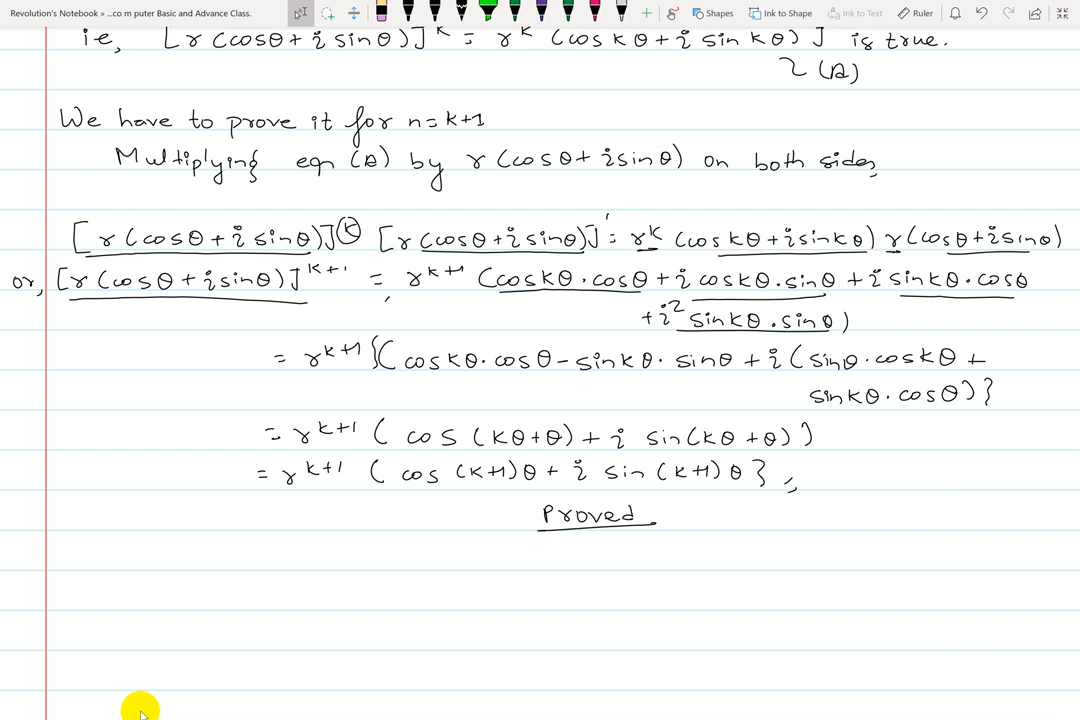 Revolution's Notebook » ...co m puter Basic and Advance Class.
Shapes Ink to Shape Ink to Text Ruler
ie, [r (cosθ + i sinθ)]^k = r^k (cos kθ + i sin kθ)] is true.
(A)
We have to prove it for n = k+1
Multiplying eqn (A) by r (cosθ + i sinθ) on both sides,
[r (cosθ + i sinθ)]^k [r (cosθ + i sinθ)]' = r^k (cos kθ + i sin kθ) r (cosθ + i sinθ)
or, [r (cosθ + i sinθ)]^k+1 = r^k+1 (cos kθ . cosθ + i cos kθ . sinθ + i sin kθ . cosθ
+ i² sin kθ . sinθ)
= r^k+1 {(cos kθ . cosθ - sin kθ . sinθ + i (sinθ . cos kθ +
sin kθ . cosθ)}
= r^k+1 (cos (kθ + θ) + i sin (kθ + θ))
= r^k+1 (cos (k+1) θ + i sin (k+1) θ},
Proved